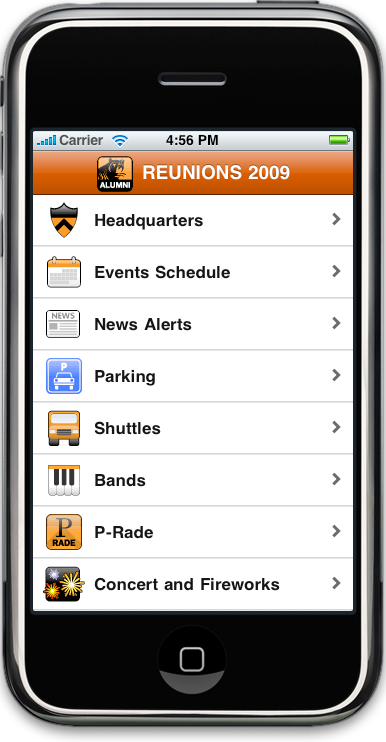 Carrier 4:56 PM
ALUMNI REUNIONS 2009
Headquarters
Events Schedule
NEWS
News Alerts
P
Parking
Shuttles
Bands
P
RADE
P-Rade
Concert and Fireworks